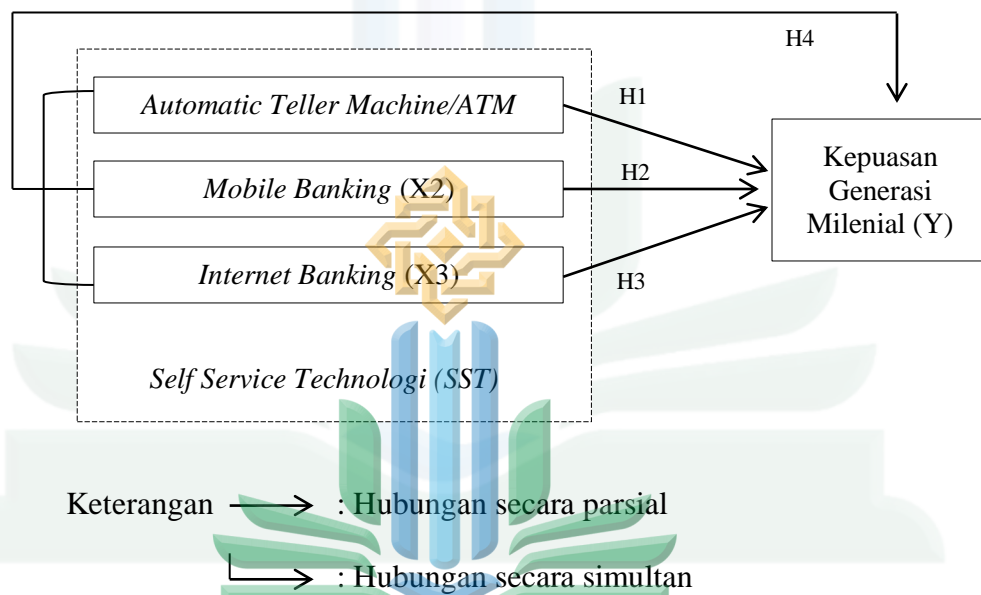 H4
Automatic Teller Machine/ATM
H1
Mobile Banking (X2)
H2
Kepuasan
Generasi
Milenial (Y)
Internet Banking (X3)
H3
Self Service Technologi (SST)
Keterangan : Hubungan secara parsial
: Hubungan secara simultan